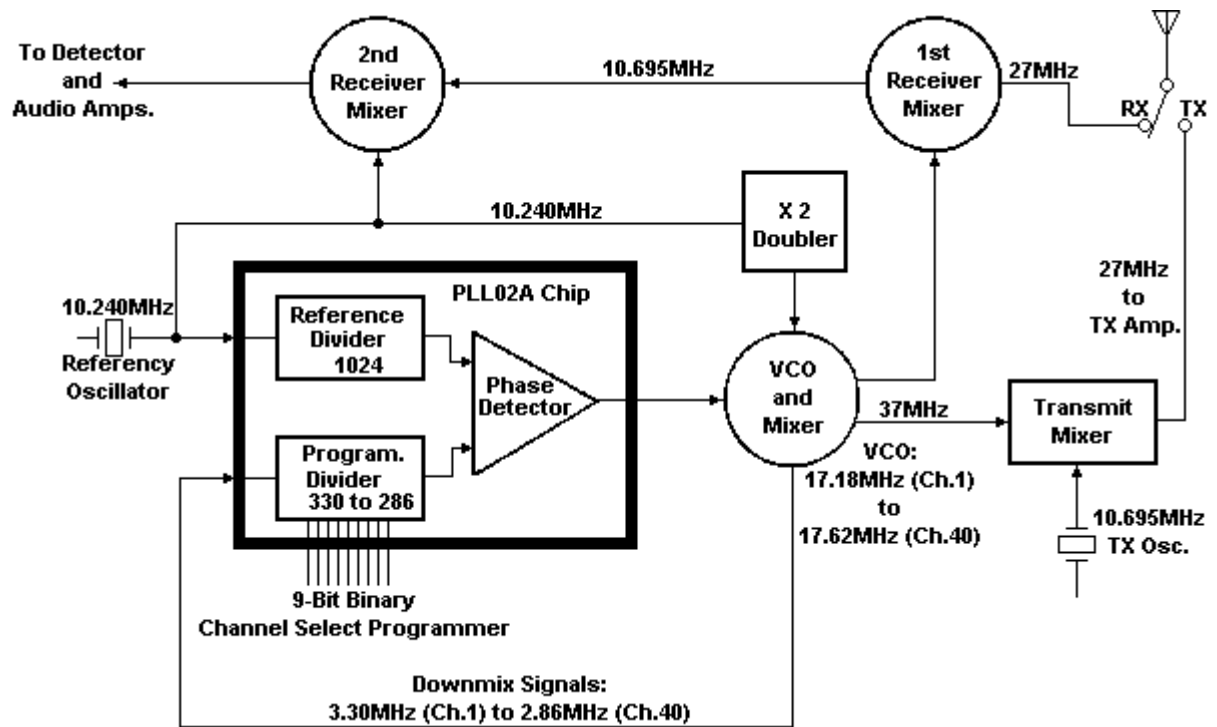 To Detector
and
Audio Amps.
2nd
Receiver
Mixer
10.695MHz
1st
Receiver
Mixer
27MHz
RX
TX
10.240MHz
X 2
Doubler
27MHz
to
TX Amp.
10.240MHz
Referency
Oscillator
PLL02A Chip
Reference
Divider
1024
Phase
Detector
Program.
Divider
330 to 286
VCO
and
Mixer
37MHz
Transmit
Mixer
VCO:
17.18MHz (Ch.1)
to
17.62MHz (Ch.40)
10.695MHz
TX Osc.
9-Bit Binary
Channel Select Programmer
Downmix Signals:
3.30MHz (Ch.1) to 2.86MHz (Ch.40)